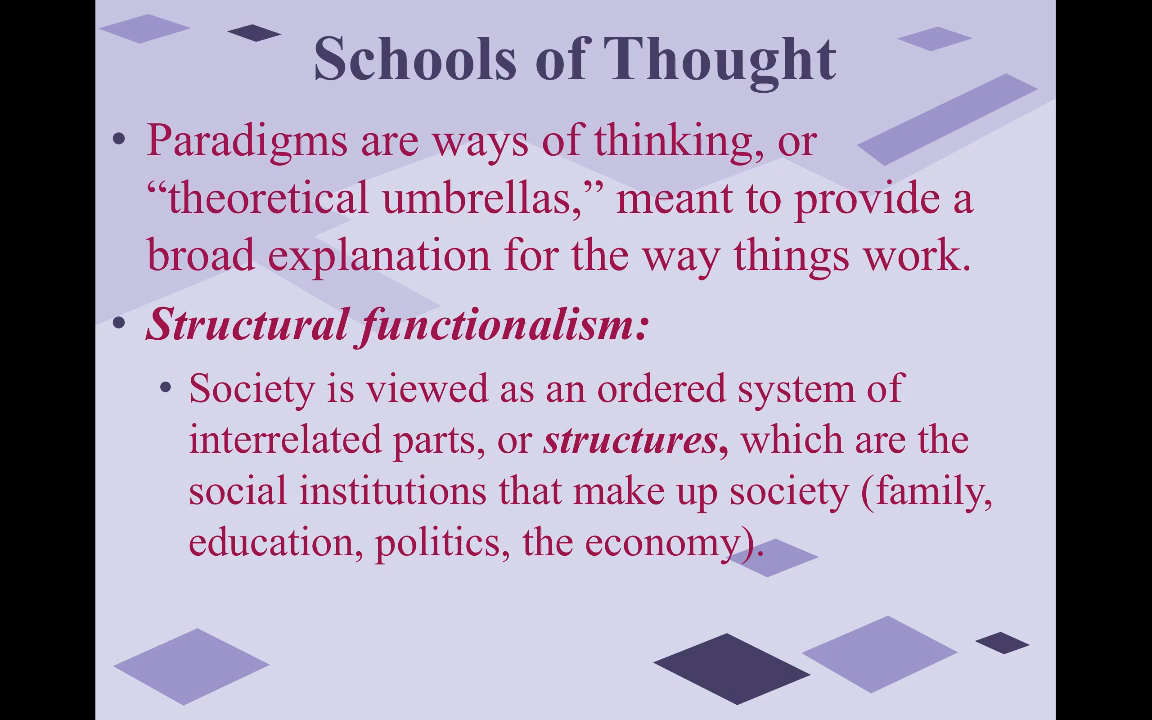 Schools of Thought
• Paradigms are ways of thinking, or
“theoretical umbrellas,” meant to provide a
broad explanation for the way things work.
• Structural functionalism:
• Society is viewed as an ordered system of
interrelated parts, or structures, which are the
social institutions that make up society (family,
education, politics, the economy).